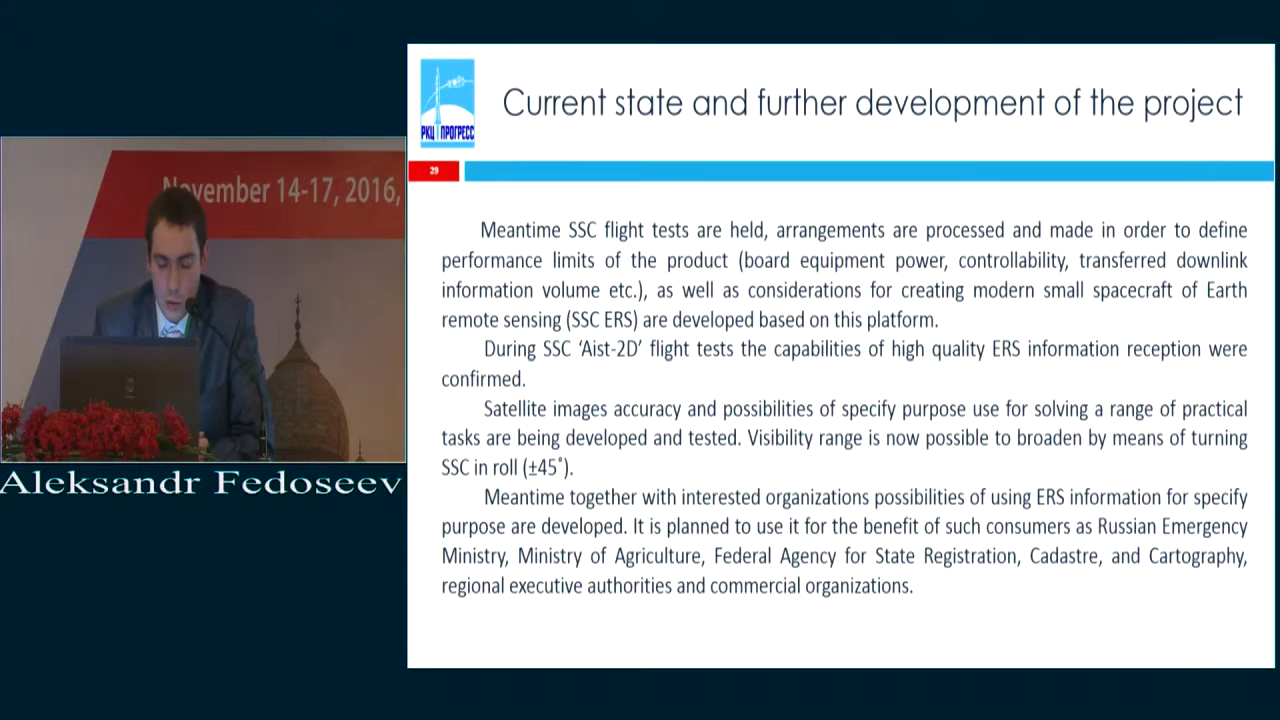 РКЦ ПРОГРЕСС
Current state and further development of the project
29
November 14-17, 2016,
Meantime SSC flight tests are held, arrangements are processed and made in order to define
performance limits of the product (board equipment power, controllability, transferred downlink
information volume etc.), as well as considerations for creating modern small spacecraft of Earth
remote sensing (SSC ERS) are developed based on this platform.
During SSC ‘Aist-2D’ flight tests the capabilities of high quality ERS information reception were
confirmed.
Satellite images accuracy and possibilities of specify purpose use for solving a range of practical
tasks are being developed and tested. Visibility range is now possible to broaden by means of turning
SSC in roll (±45˚).
Meantime together with interested organizations possibilities of using ERS information for specify
purpose are developed. It is planned to use it for the benefit of such consumers as Russian Emergency
Ministry, Ministry of Agriculture, Federal Agency for State Registration, Cadastre, and Cartography,
regional executive authorities and commercial organizations.
Aleksandr Fedoseev